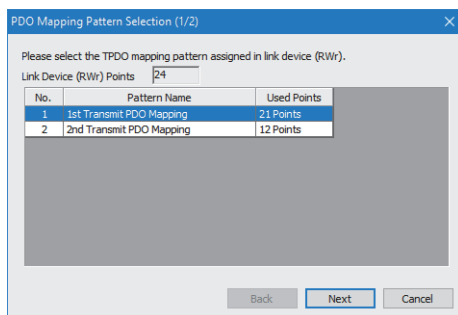 PDO Mapping Pattern Selection (1/2)
Please select the TPDO mapping pattern assigned in link device (RWr).
Link Device (RWr) Points 24
No. Pattern Name Used Points
1 1st Transmit PDO Mapping 21 Points
2 2nd Transmit PDO Mapping 12 Points
Back Next Cancel